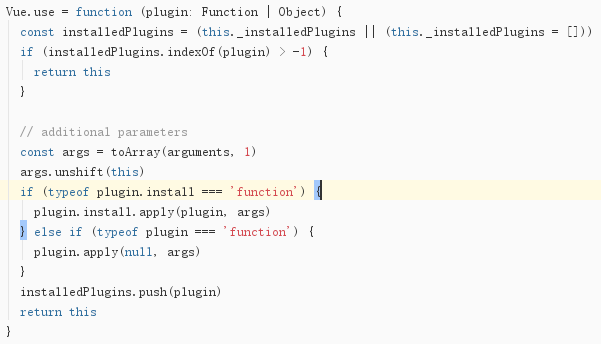 Vue.use = function (plugin: Function | Object) {
  const installedPlugins = (this._installedPlugins || (this._installedPlugins = []))
  if (installedPlugins.indexOf(plugin) > -1) {
    return this
  }

  // additional parameters
  const args = toArray(arguments, 1)
  args.unshift(this)
  if (typeof plugin.install === 'function') {
    plugin.install.apply(plugin, args)
  } else if (typeof plugin === 'function') {
    plugin.apply(null, args)
  }
  installedPlugins.push(plugin)
  return this
}